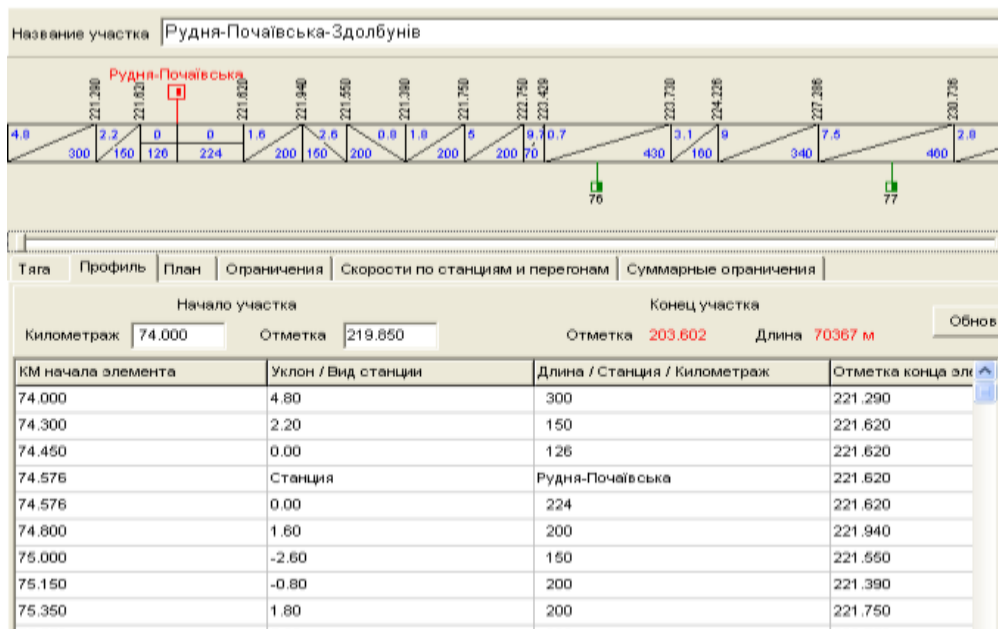 Название участка Рудня-Почаївська-Здолбунів
Рудня-Почаївська
221.290 221.620 221.620 221.940 221.550 221.390 221.750 222.750 223.429 223.730 224.226 227.386 230.736
4.8 2.2 0 0 1.6 2.6 0.8 1.8 5 9.7 0.7 3.1 9 7.5 2.8
300 150 126 224 200 150 200 200 200 70 430 160 340 460
76 77
Тяга Профиль План Ограничения Скорости по станциям и перегонам Суммарные ограничения
Начало участка Конец участка
Километраж 74.000 Отметка 219.850 Отметка 203.602 Длина 70367 м Обнов
КМ начала элемента Уклон / Вид станции Длина / Станция / Километраж Отметка конца эле
74.000 4.80 300 221.290
74.300 2.20 150 221.620
74.450 0.00 126 221.620
74.576 Станция Рудня-Почаївська 221.620
74.576 0.00 224 221.620
74.800 1.60 200 221.940
75.000 -2.60 150 221.550
75.150 -0.80 200 221.390
75.350 1.80 200 221.750